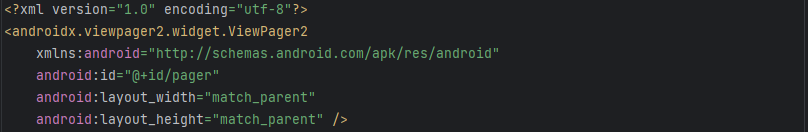 <?xml version="1.0" encoding="utf-8"?>
<androidx.viewpager2.widget.ViewPager2
    xmlns:android="http://schemas.android.com/apk/res/android"
    android:id="@+id/pager"
    android:layout_width="match_parent"
    android:layout_height="match_parent" />